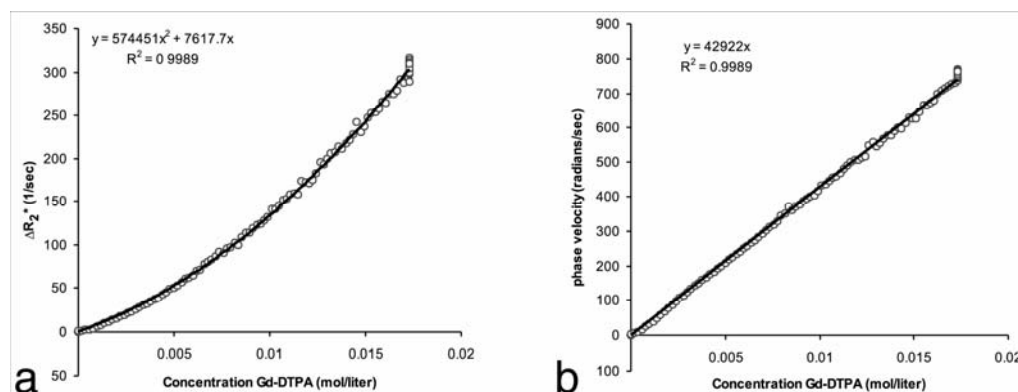 350
300
250
200
150
100
50
0
50
ΔR2* (1/sec)
y = 574451x² + 7617.7x
R² = 0 9989
0.005
0.01
0.015
0.02
Concentration Gd-DTPA (mol/liter)
a
900
800
700
600
500
400
300
200
100
0
100
phase velocity (radians/sec)
y = 42922x
R² = 0.9989
0.005
0.01
0.015
0.02
Concentration Gd-DTPA (mol/liter)
b